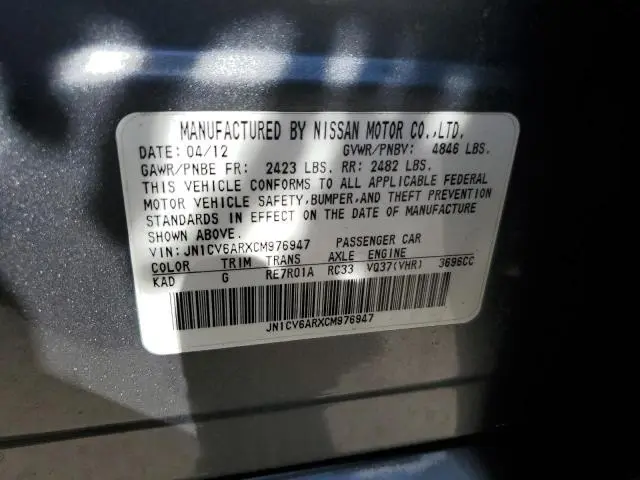 MANUFACTURED BY NISSAN MOTOR CO.,LTD.
DATE: 04/12 GVWR/PNBV: 4846 LBS.
GAWR/PNBE FR: 2423 LBS. RR: 2482 LBS.
THIS VEHICLE CONFORMS TO ALL APPLICABLE FEDERAL
MOTOR VEHICLE SAFETY,BUMPER,AND THEFT PREVENTION
STANDARDS IN EFFECT ON THE DATE OF MANUFACTURE
SHOWN ABOVE.
VIN: JN1CV6ARXCM976947 PASSENGER CAR
COLOR TRIM TRANS AXLE ENGINE
KAD G RE7R01A RC33 VQ37(VHR) 3696CC
JN1CV6ARXCM976947